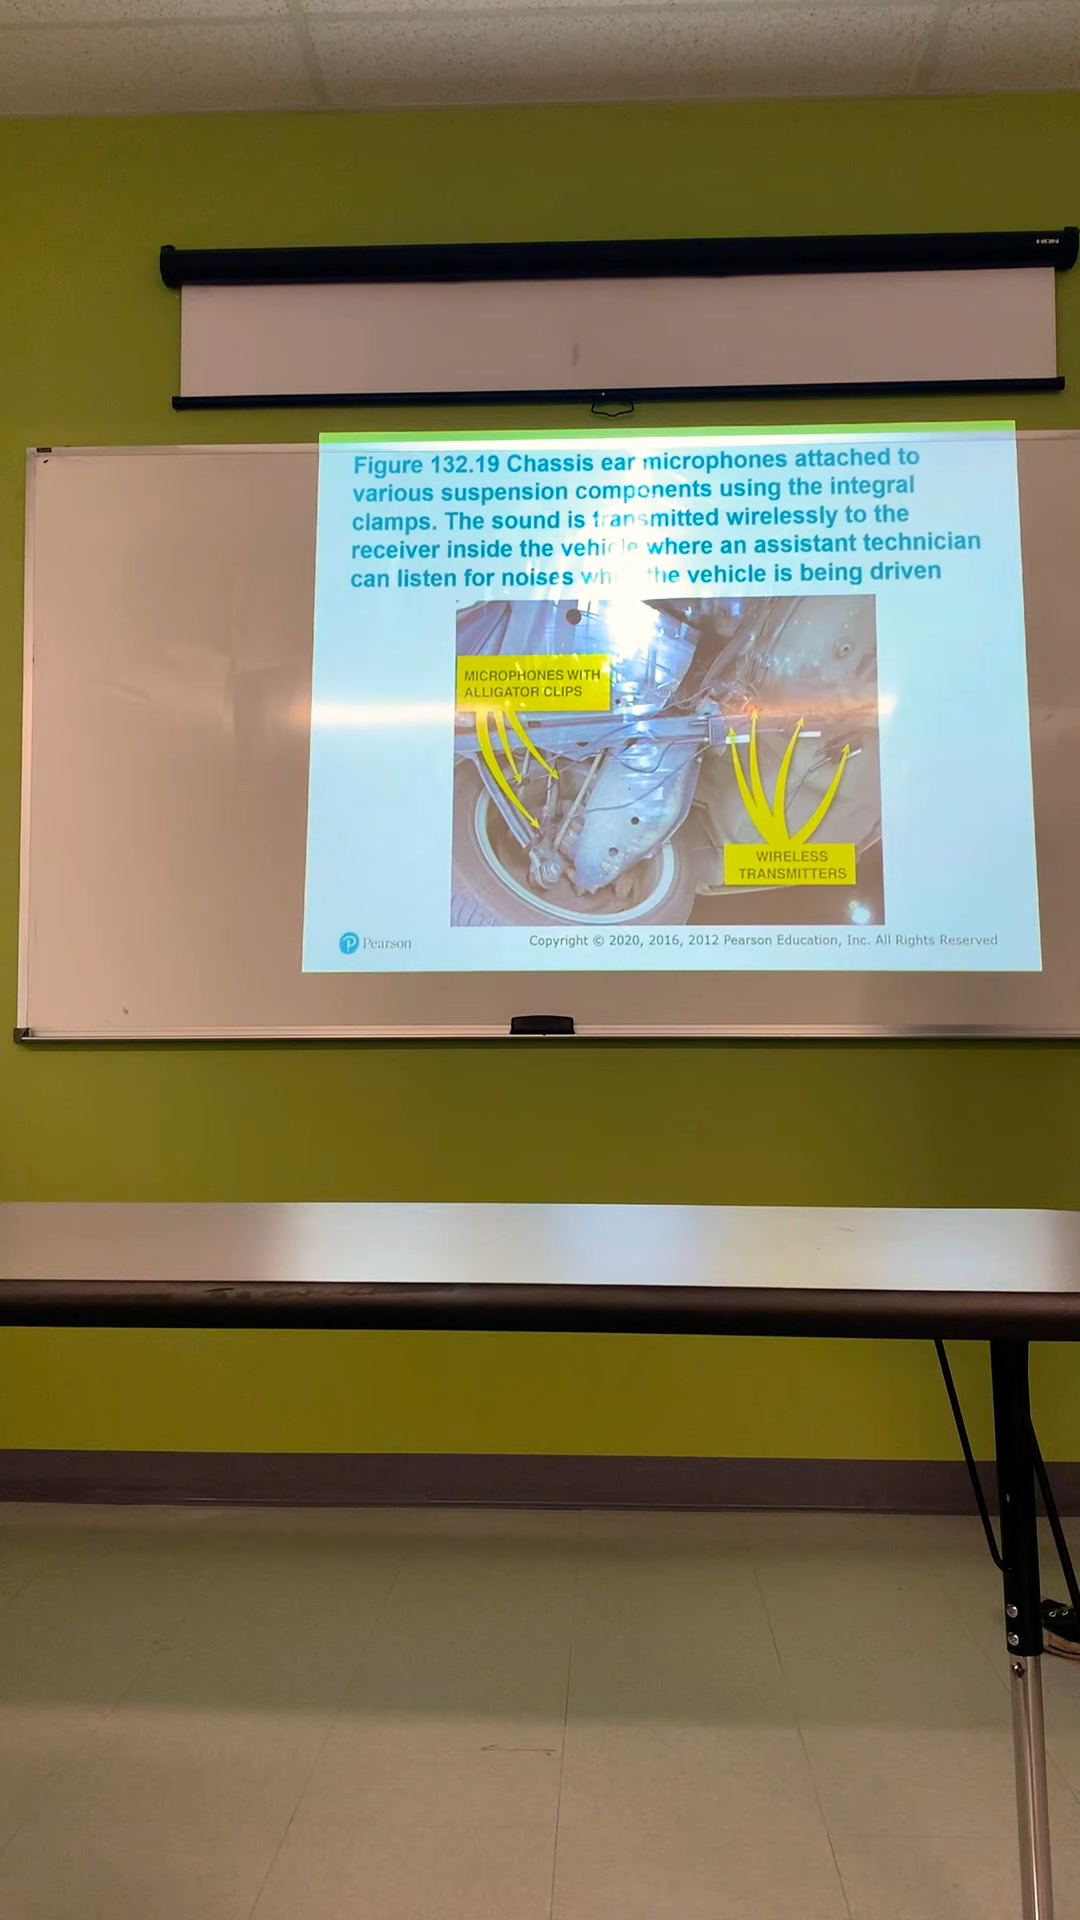 Figure 132.19 Chassis ear microphones attached to
various suspension components using the integral
clamps. The sound is transmitted wirelessly to the
receiver inside the vehicle where an assistant technician
can listen for noises the vehicle is being driven
MICROPHONES WITH
ALLIGATOR CLIPS
WIRELESS
TRANSMITTERS
Pearson
Copyright © 2020, 2016, 2012 Pearson Education, Inc. All Rights Reserved